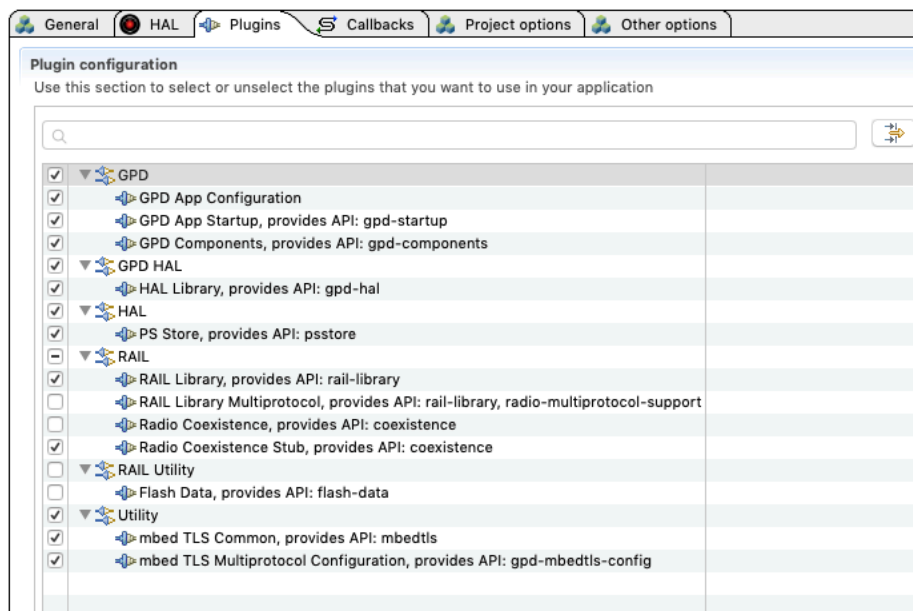 General HAL Plugins Callbacks Project options Other options
Plugin configuration
Use this section to select or unselect the plugins that you want to use in your application
GPD
GPD App Configuration
GPD App Startup, provides API: gpd-startup
GPD Components, provides API: gpd-components
GPD HAL
HAL Library, provides API: gpd-hal
HAL
PS Store, provides API: psstore
RAIL
RAIL Library, provides API: rail-library
RAIL Library Multiprotocol, provides API: rail-library, radio-multiprotocol-support
Radio Coexistence, provides API: coexistence
Radio Coexistence Stub, provides API: coexistence
RAIL Utility
Flash Data, provides API: flash-data
Utility
mbed TLS Common, provides API: mbedtls
mbed TLS Multiprotocol Configuration, provides API: gpd-mbedtls-config